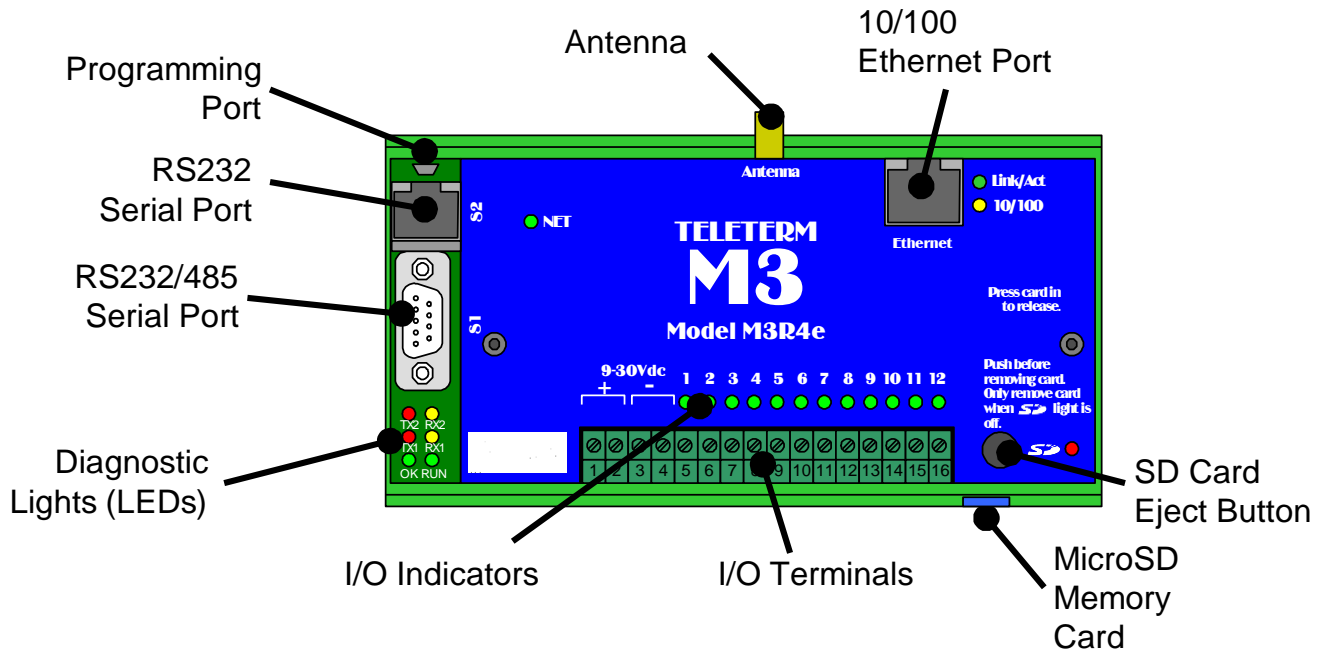 Antenna
10/100
Ethernet Port
Programming
Port
RS232
Serial Port
RS232/485
Serial Port
Antenna
Link/Act
10/100
S2
NET
Ethernet
TELETERM
M3
Model M3R4e
Press card in
to release.
S1
9-30Vdc
+ -
1 2 3 4 5 6 7 8 9 10 11 12
Push before
removing card.
Only remove card
when SD light is
off.
SD
TX2 RX2
TX1 RX1
OK RUN
1 2 3 4 5 6 7 8 9 10 11 12 13 14 15 16
Diagnostic
Lights (LEDs)
SD Card
Eject Button
I/O Indicators
I/O Terminals
MicroSD
Memory
Card